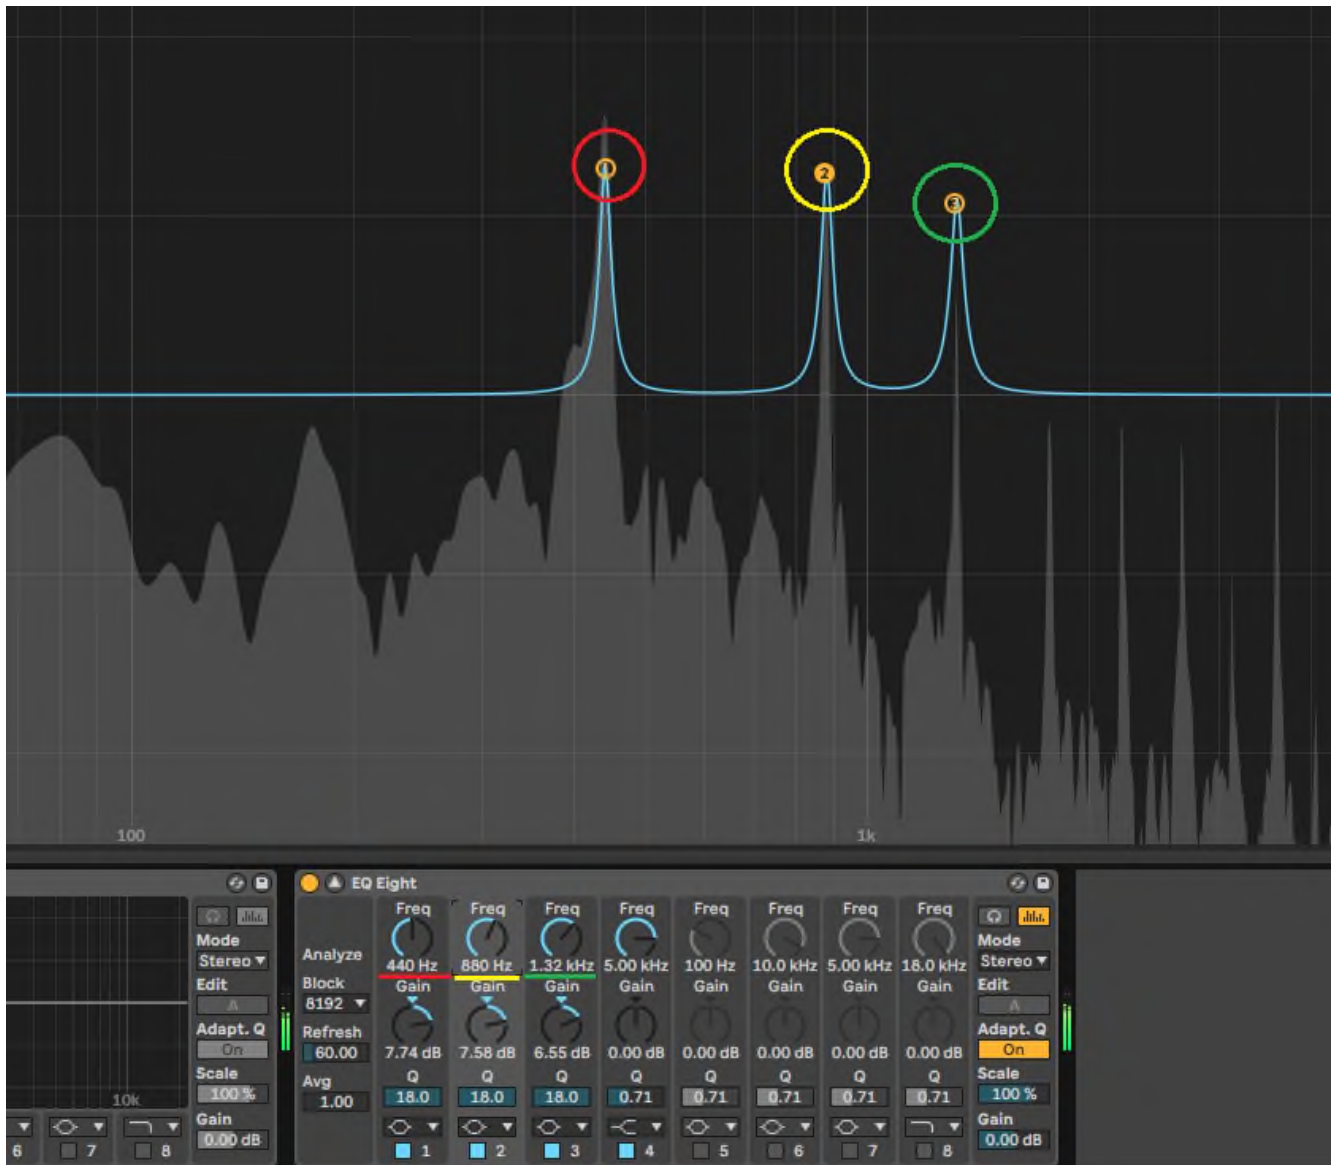 2
3
100
1k
EQ Eight
Freq Freq Freq Freq Freq Freq Freq Freq
Mode
Analyze
Mode
Stereo
440 Hz 880 Hz 1.32 kHz 5.00 kHz 100 Hz 10.0 kHz 5.00 kHz 18.0 kHz
Stereo
Edit
Block
Gain Gain Gain Gain Gain Gain Gain Gain
Edit
A
8192
A
Adapt. Q
Refresh
Adapt. Q
On
60.00
7.74 dB 7.58 dB 6.55 dB 0.00 dB 0.00 dB 0.00 dB 0.00 dB 0.00 dB
On
Scale
Avg
Q Q Q Q Q Q Q Q
Scale
10k
100 %
1.00
18.0 18.0 18.0 0.71 0.71 0.71 0.71 0.71
100 %
Gain
Gain
0.00 dB
0.00 dB
6 7 8
1 2 3 4 5 6 7 8